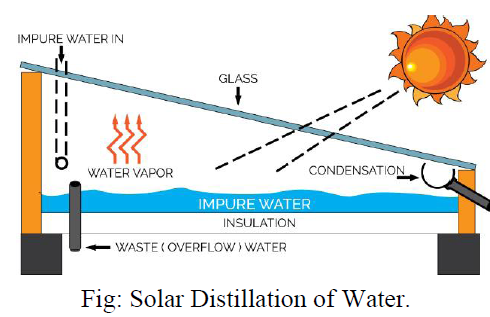 IMPURE WATER IN
GLASS
WATER VAPOR
CONDENSATION
IMPURE WATER
INSULATION
WASTE ( OVERFLOW ) WATER
Fig: Solar Distillation of Water.